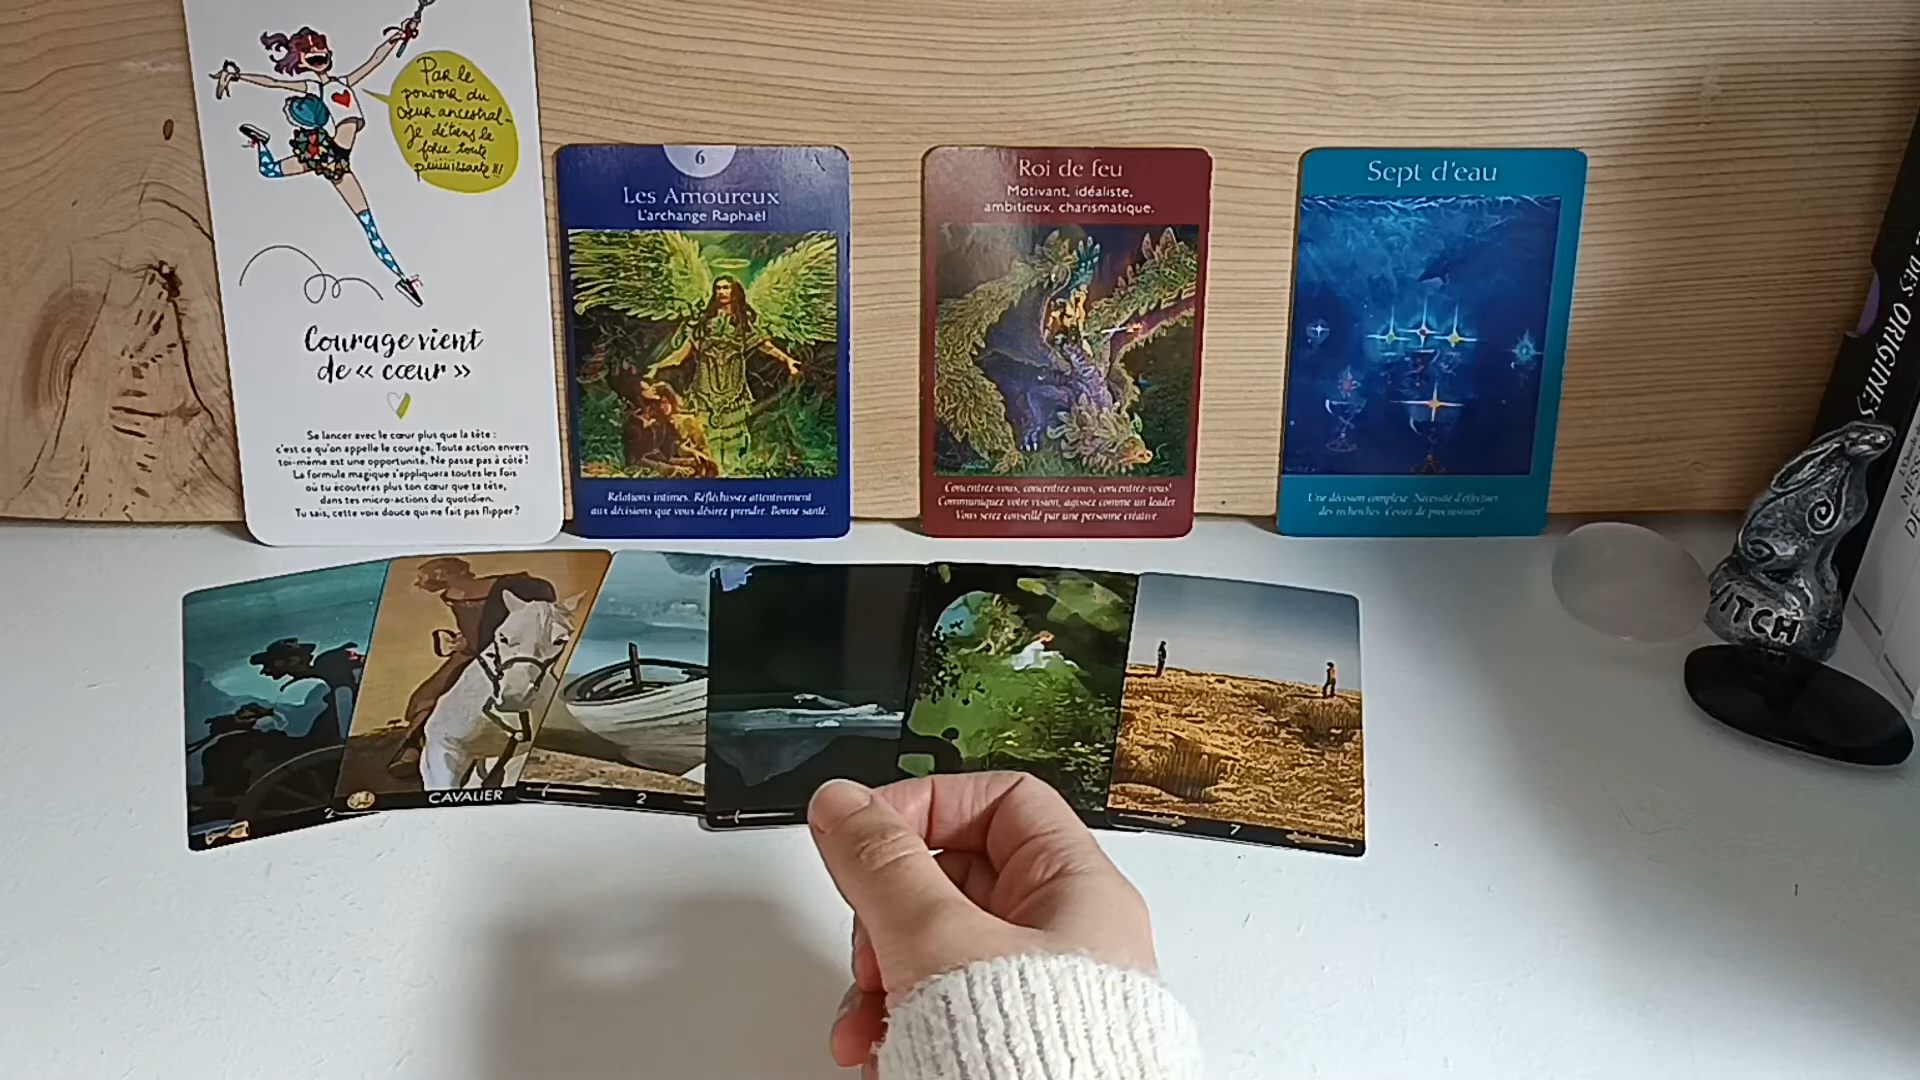 Par le
pouvoir du
cœur ancestral
Je détiens la
force toute
puiiiissante !!!
Courage vient
de « cœur »
Se lancer avec le cœur plus que la tête :
c'est ce qu'on appelle le courage. Toute action envers
toi-même est une opportunité. Ne passe pas à côté !
La formule magique s'appliquera toutes les fois
où tu écouteras plus ton cœur que ta tête,
dans tes micro-actions du quotidien.
Tu sais, cette voix douce qui ne fait pas flipper ?
6
Les Amoureux
L'archange Raphaël
Relations intimes. Réfléchissez attentivement
aux décisions que vous désirez prendre. Bonne santé.
Roi de feu
Motivant, idéaliste,
ambitieux, charismatique.
Concentrez-vous, concentrez-vous, concentrez-vous!
Communiquez votre vision, agissez comme un leader
Vous serez conseillé par une personne créative.
Sept d'eau
Une décision complexe. Nécessité d'effectuer
des recherches. Cessez de procrastiner!
2
CAVALIER
2
7
DES ORIGINES
WITCH